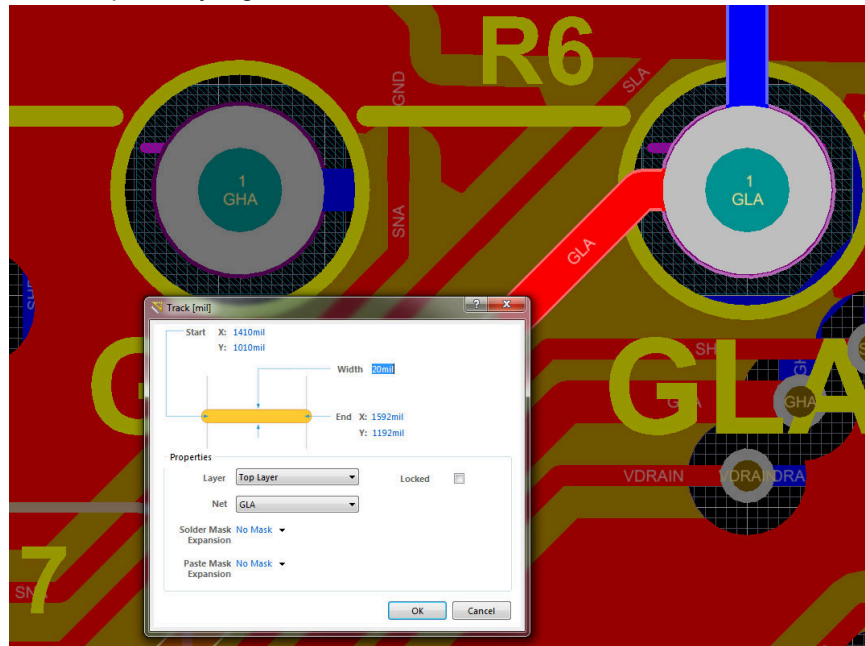 R6
GND
SLA
SNA
1
GHA
1
GLA
GLA
Track [mil]
Start X: 1410mil
Y: 1010mil
Width 20mil
End X: 1592mil
Y: 1192mil
Properties
Layer Top Layer
Locked
Net GLA
Solder Mask No Mask
Expansion
Paste Mask No Mask
Expansion
OK Cancel
G
GLA
SH
GHA
VDRAIN
VDRAIN
DRA
7
SNA